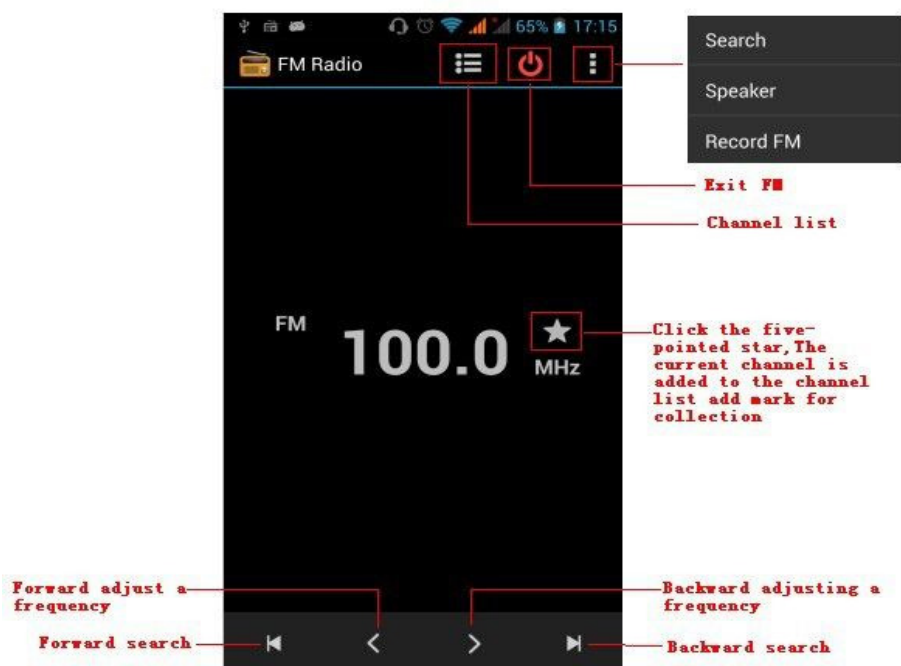 65% 17:15
FM Radio
Search
Speaker
Record FM
Exit FM
Channel list
FM
100.0
MHz
Click the five-
pointed star,The
current channel is
added to the channel
list add mark for
collection
Forward adjust a
frequency
Backward adjusting a
frequency
Forward search
Backward search